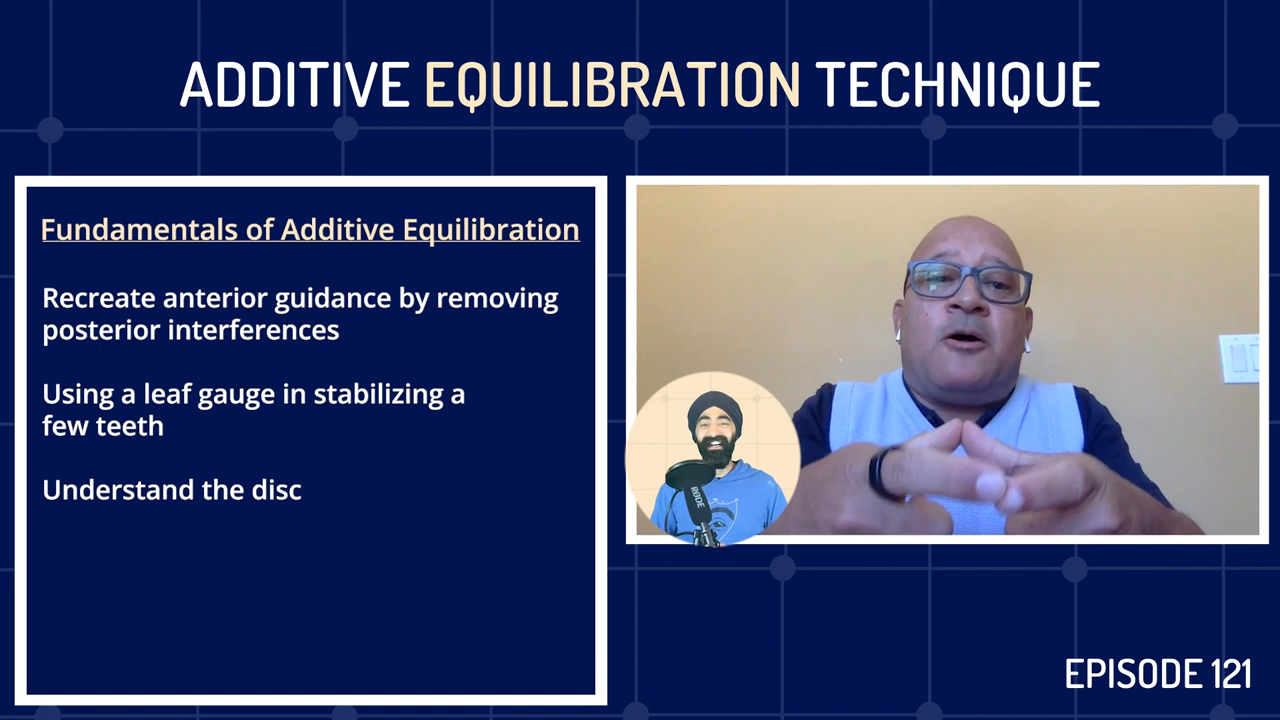 ADDITIVE EQUILIBRATION TECHNIQUE
Fundamentals of Additive Equilibration
Recreate anterior guidance by removing
posterior interferences
Using a leaf gauge in stabilizing a
few teeth
Understand the disc
RØDE
EPISODE 121